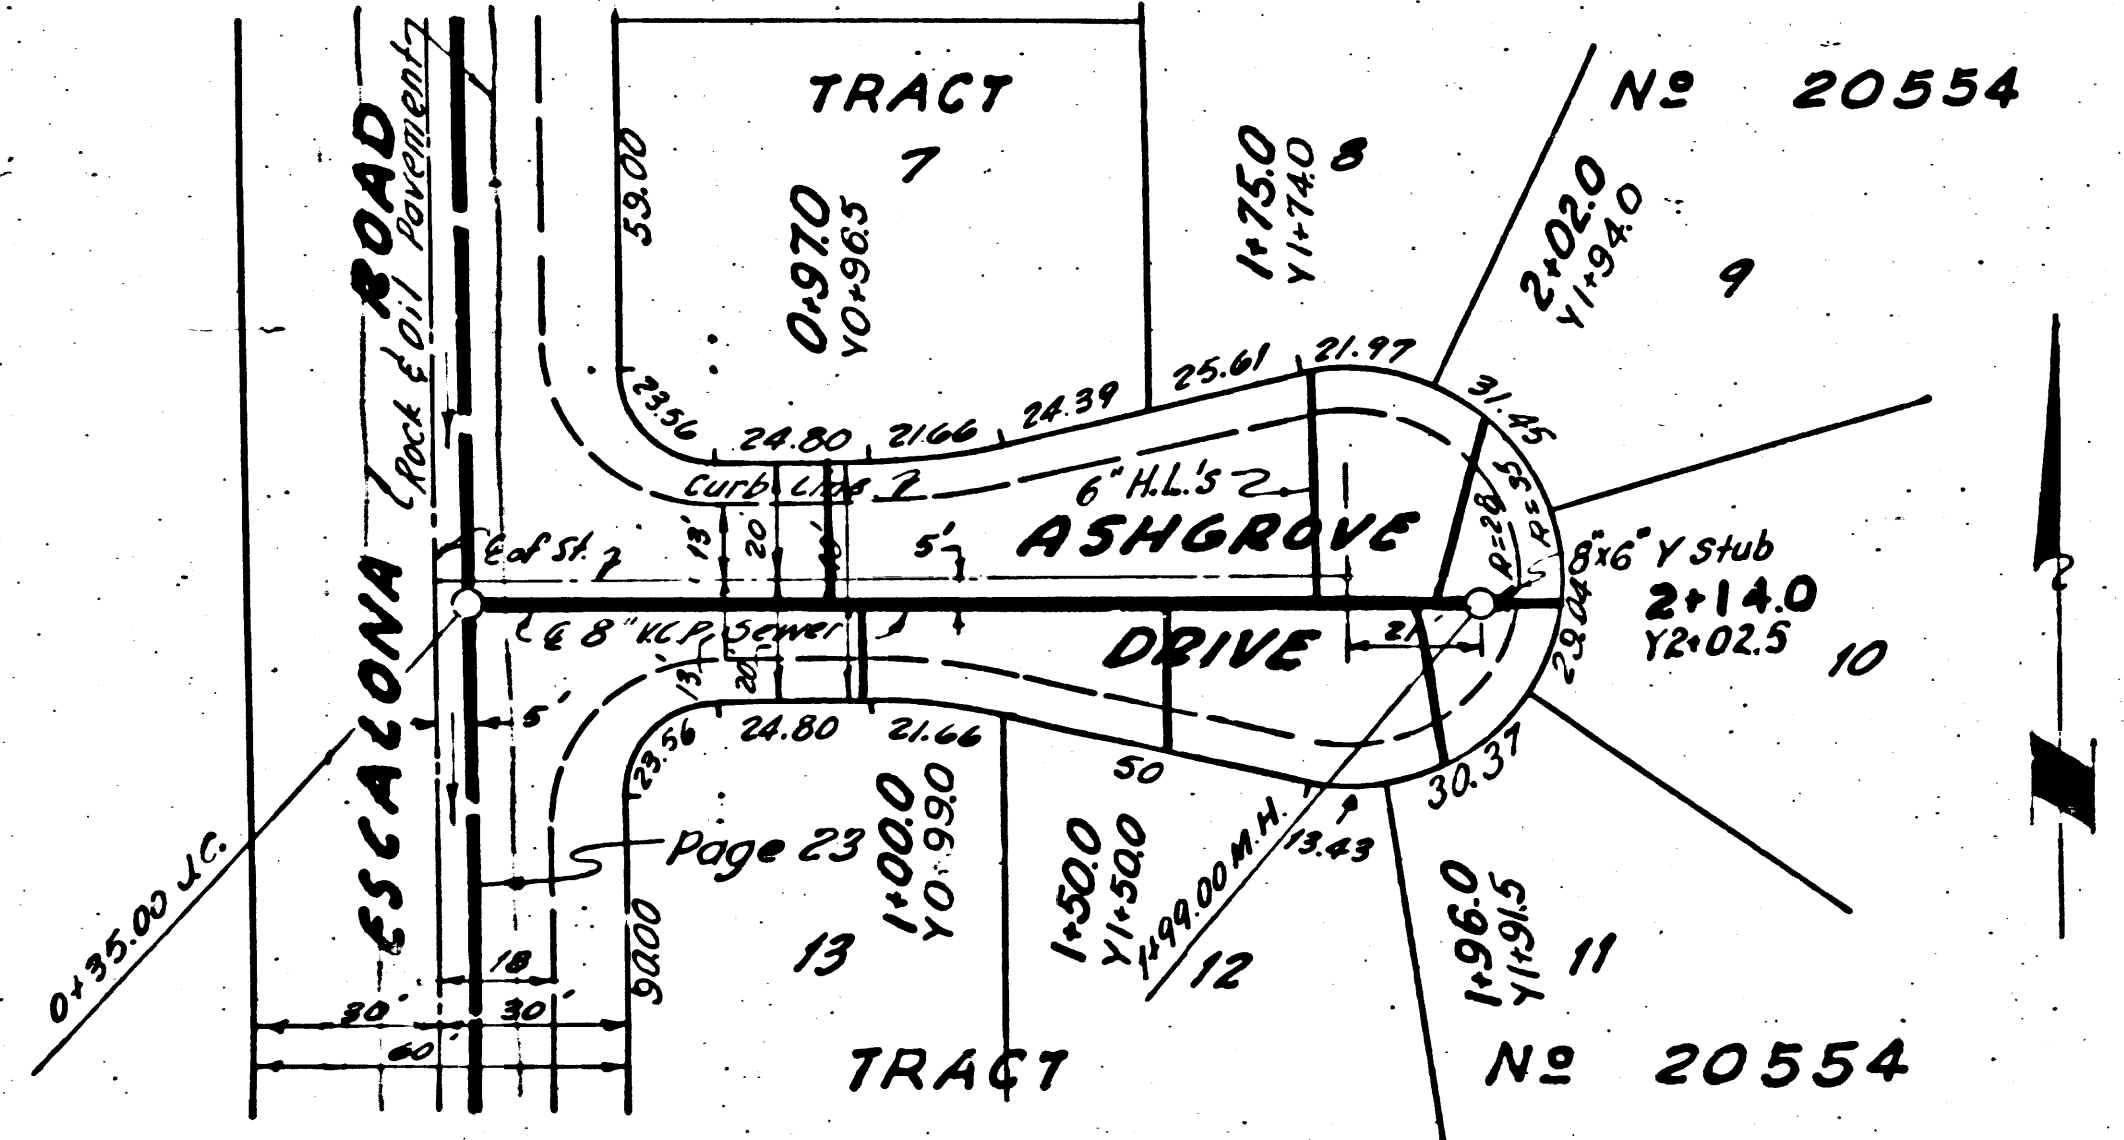 TRACT
Nº 20554
7
8
9
59.00
0+97.0
Y0+96.5
1+75.0
Y1+74.0
2+02.0
Y1+94.0
ESCALONA ROAD
Rock & Oil Pavement
23.56
24.80
21.66
24.39
25.61
21.97
31.45
Curb Line
6" H.L.'s
R=28
R=35
13'
20
5'
ASHGROVE
DRIVE
℄ of St.
8"x6" Y Stub
2+14.0
Y2+02.5
10
29.04
℄ 8" V.C.P. Sewer
21'
13'
20'
5'
23.56
24.80
21.66
50
30.37
13.43
Page 23
1+00.0
Y0+99.0
1+50.0
Y1+50.0
1+99.00 M.H.
1+96.0
Y1+91.5
0+35.00 J.C.
13
12
11
90.00
18
30'
30'
60'
TRACT
Nº 20554